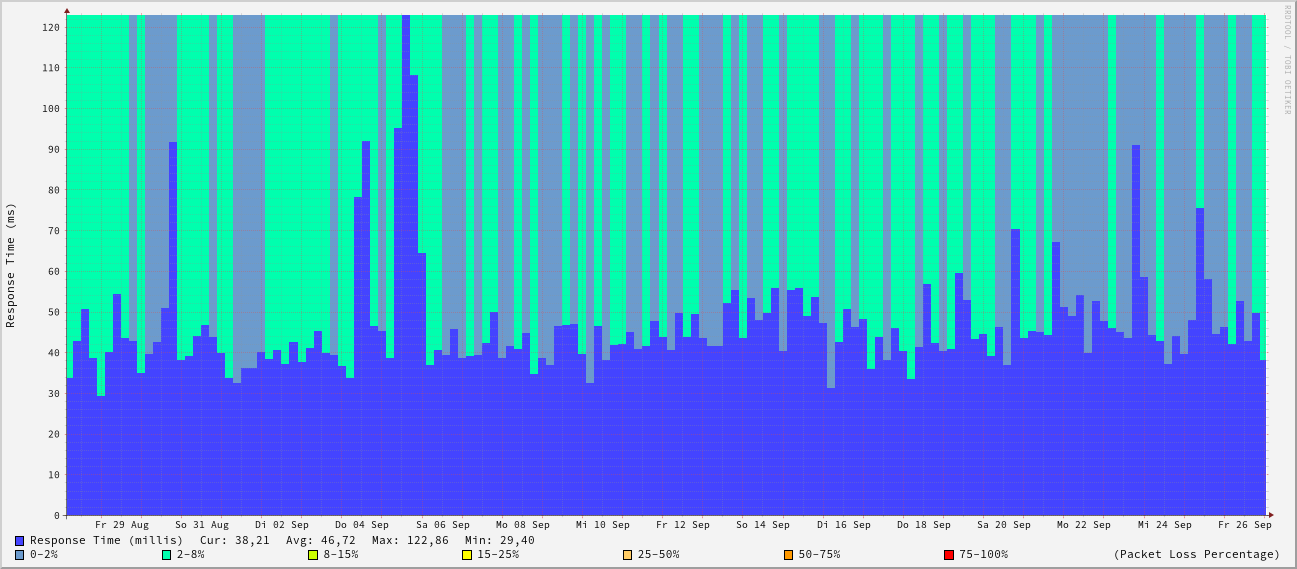 RRDTOOL / TOBI OETIKER
Response Time (ms)
120
110
100
90
80
70
60
50
40
30
20
10
0
Fr 29 Aug So 31 Aug Di 02 Sep Do 04 Sep Sa 06 Sep Mo 08 Sep Mi 10 Sep Fr 12 Sep So 14 Sep Di 16 Sep Do 18 Sep Sa 20 Sep Mo 22 Sep Mi 24 Sep Fr 26 Sep
Response Time (millis) Cur: 38,21 Avg: 46,72 Max: 122,86 Min: 29,40
0-2% 2-8% 8-15% 15-25% 25-50% 50-75% 75-100% (Packet Loss Percentage)